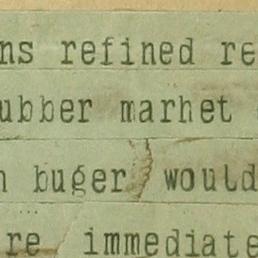 ns refined re
ubber marhet
n buger would
re immediate